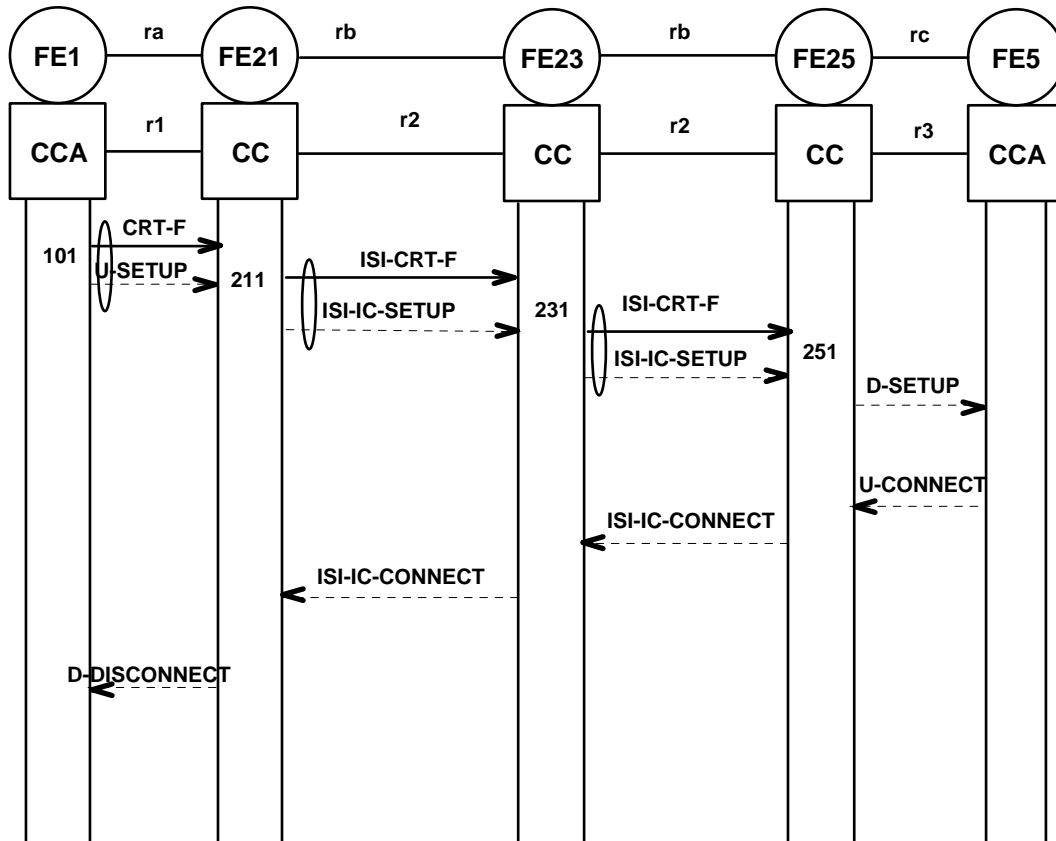 ra rb rb rc
FE1 FE21 FE23 FE25 FE5
r1 r2 r2 r3
CCA CC CC CC CCA
CRT-F
101
U-SETUP
211
ISI-CRT-F
ISI-IC-SETUP
231
ISI-CRT-F
ISI-IC-SETUP
251
D-SETUP
U-CONNECT
ISI-IC-CONNECT
ISI-IC-CONNECT
D-DISCONNECT